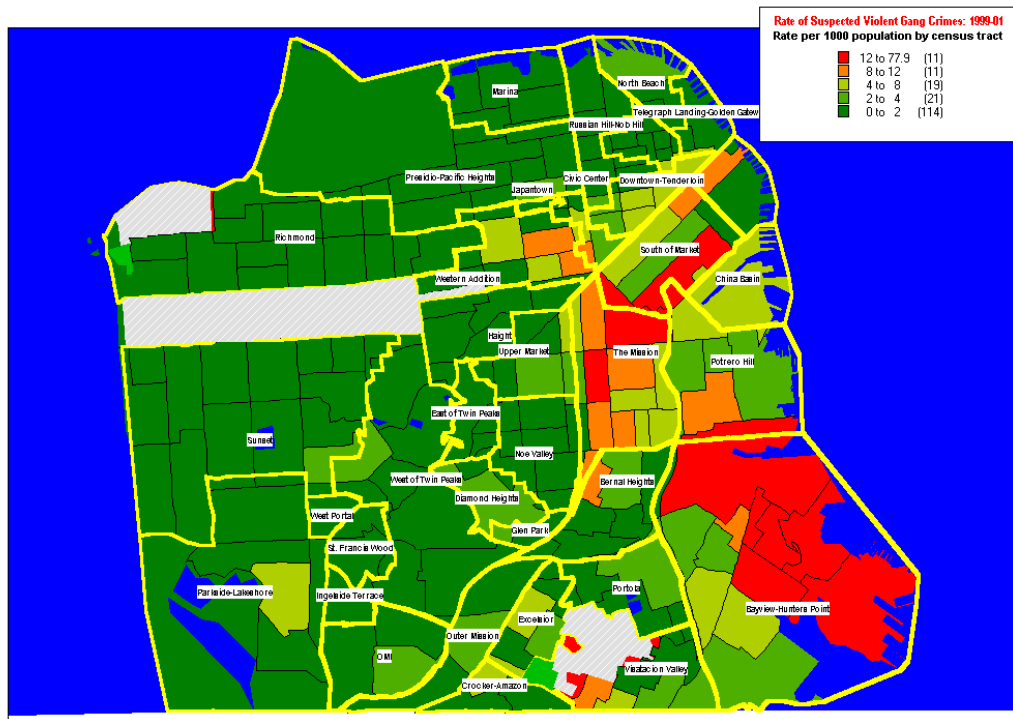 Rate of Suspected Violent Gang Crimes: 1999-01
Rate per 1000 population by census tract
12 to 77.9 (11)
8 to 12 (11)
4 to 8 (19)
2 to 4 (21)
0 to 2 (114)
North Beach
Marina
Telegraph Landing-Golden Gatew
Russian Hill-Nob Hill
Presidio-Pacific Heights
Civic Center
Downtown-Tenderloin
Japantown
Richmond
South of Market
Western Addition
China Basin
Haight
Upper Market
The Mission
Potrero Hill
East of Twin Peaks
Sunset
Noe Valley
West of Twin Peaks
Bernal Heights
Diamond Heights
West Portal
Glen Park
St. Francis Wood
Portola
Parkside-Lakeshore
Ingelside Terrace
Bayview-Hunters Point
Excelsior
Outer Mission
OMI
Visatacion Valley
Crocker-Amazon